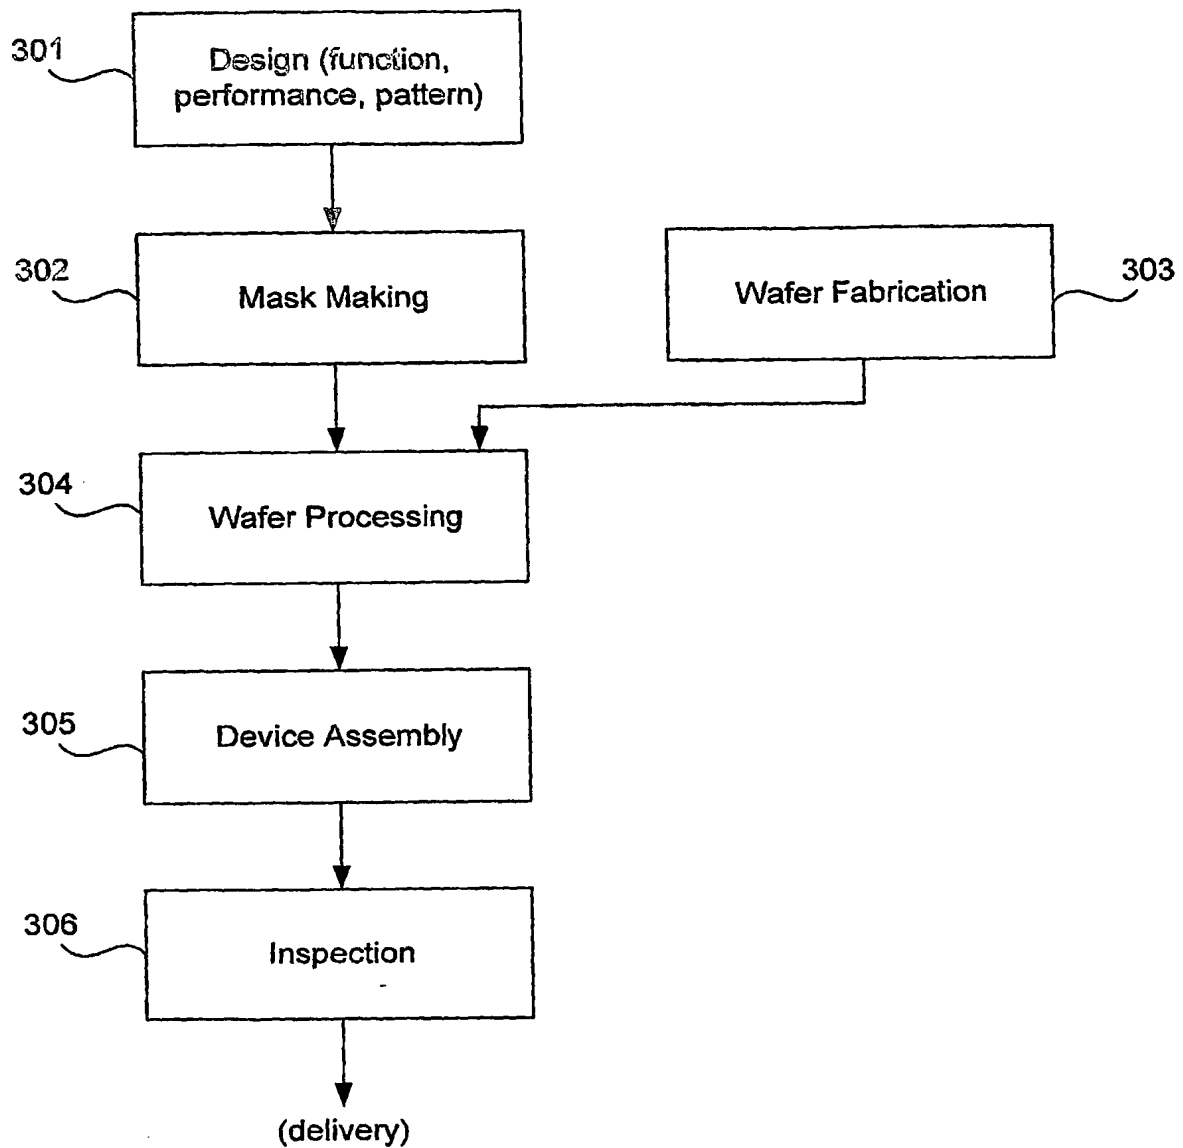 301
Design (function,
performance, pattern)
302
Mask Making
Wafer Fabrication
303
304
Wafer Processing
305
Device Assembly
306
Inspection
(delivery)